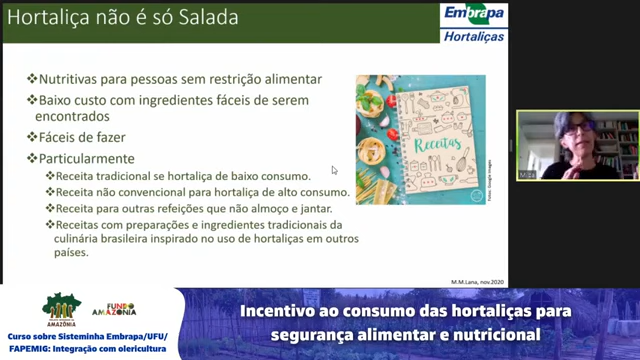 Hortaliça não é só Salada
Embrapa
Hortaliças
❖Nutritivas para pessoas sem restrição alimentar
❖Baixo custo com ingredientes fáceis de serem
encontrados
❖Fáceis de fazer
❖Particularmente
❖Receita tradicional se hortaliça de baixo consumo.
❖Receita não convencional para hortaliça de alto consumo.
❖Receita para outras refeições que não almoço e jantar.
❖Receitas com preparações e ingredientes tradicionais da
culinária brasileira inspirado no uso de hortaliças em outros
países.
Receitas
Fonte: Google Images
M.M.Lana, nov.2020
AMAZÔNIA
FUNDO
AMAZÔNIA
Curso sobre Sisteminha Embrapa/UFU/
FAPEMIG: Integração com olericultura
Incentivo ao consumo das hortaliças para
segurança alimentar e nutricional